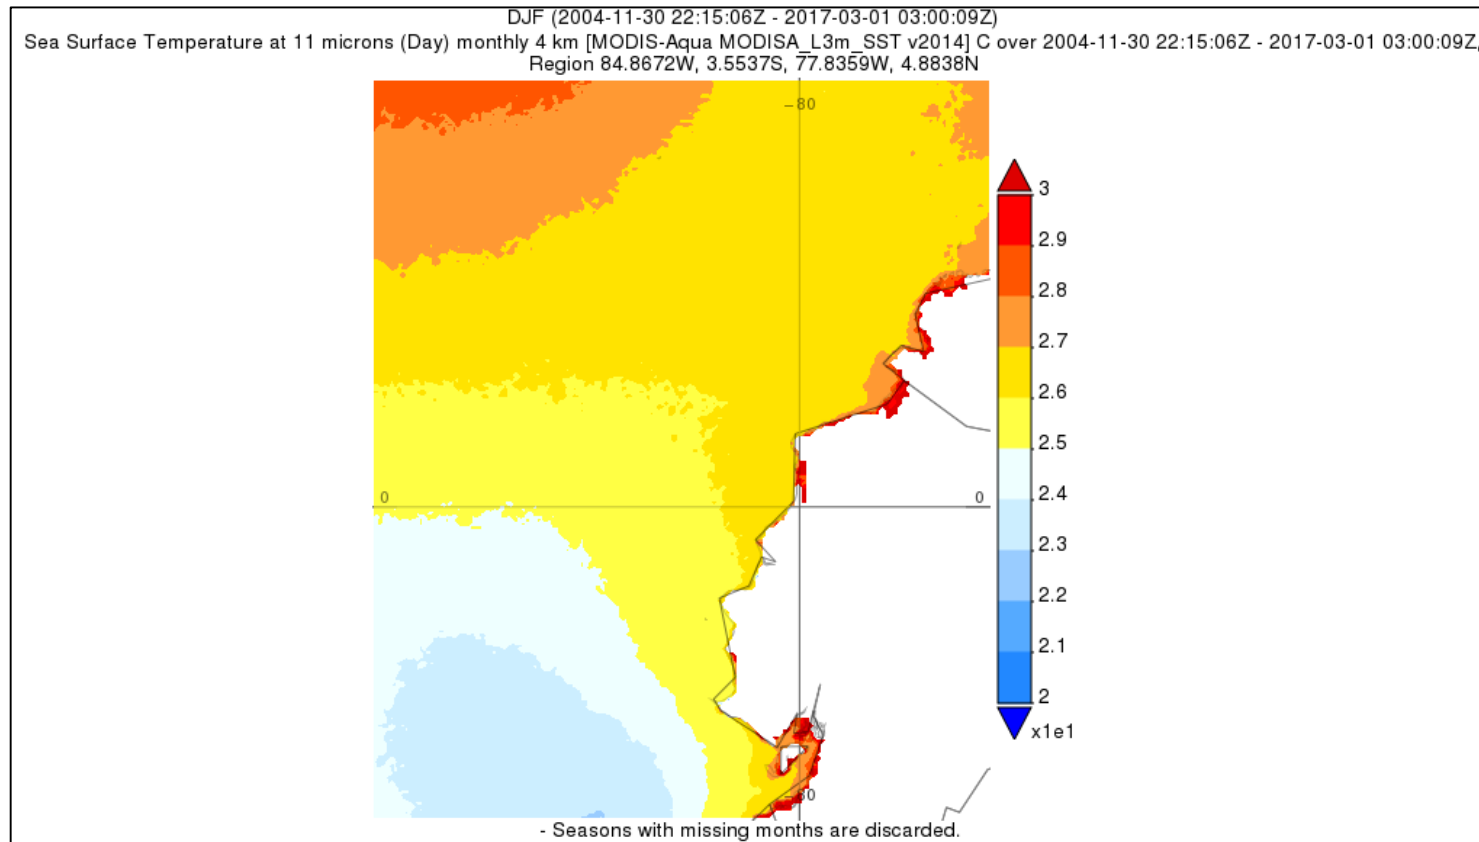 DJF (2004-11-30 22:15:06Z - 2017-03-01 03:00:09Z)
Sea Surface Temperature at 11 microns (Day) monthly 4 km [MODIS-Aqua MODISA_L3m_SST v2014] C over 2004-11-30 22:15:06Z - 2017-03-01 03:00:09Z,
Region 84.8672W, 3.5537S, 77.8359W, 4.8838N
-80
3
2.9
2.8
2.7
2.6
2.5
2.4
0 0
2.3
2.2
2.1
2
x1e1
-80
- Seasons with missing months are discarded.